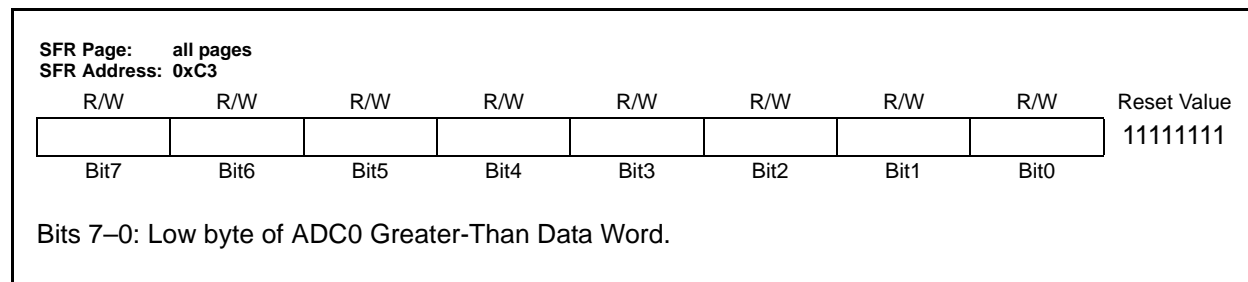 SFR Page: all pages
SFR Address: 0xC3
R/W R/W R/W R/W R/W R/W R/W R/W Reset Value
11111111
Bit7 Bit6 Bit5 Bit4 Bit3 Bit2 Bit1 Bit0
Bits 7–0: Low byte of ADC0 Greater-Than Data Word.